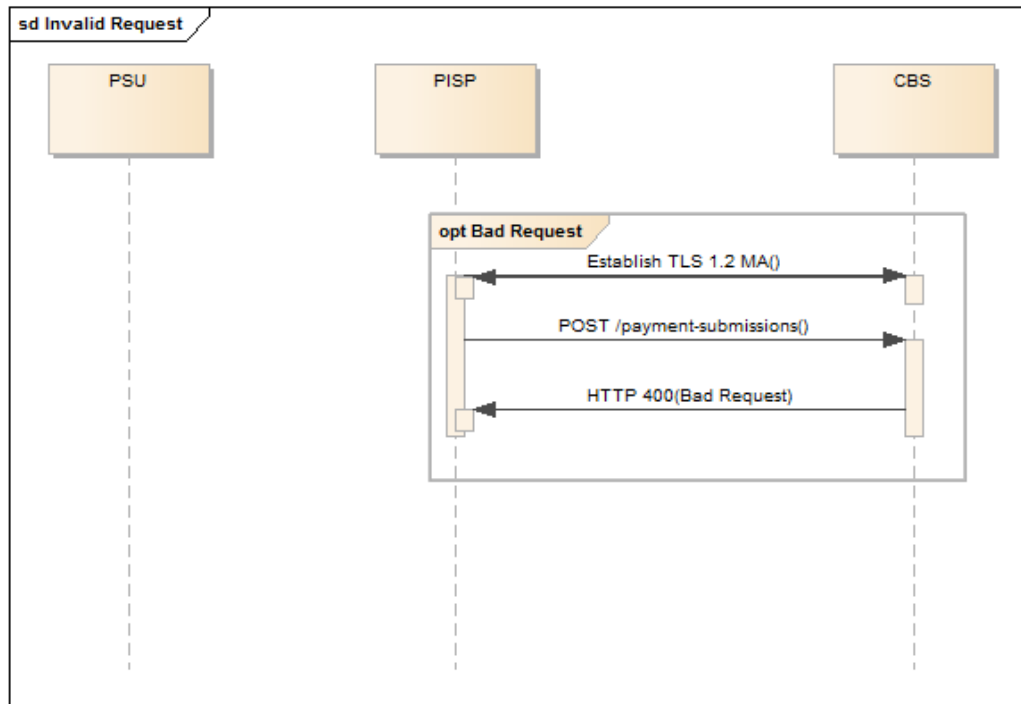 sd Invalid Request
PSU
PISP
CBS
opt Bad Request
Establish TLS 1.2 MA()
POST /payment-submissions()
HTTP 400(Bad Request)